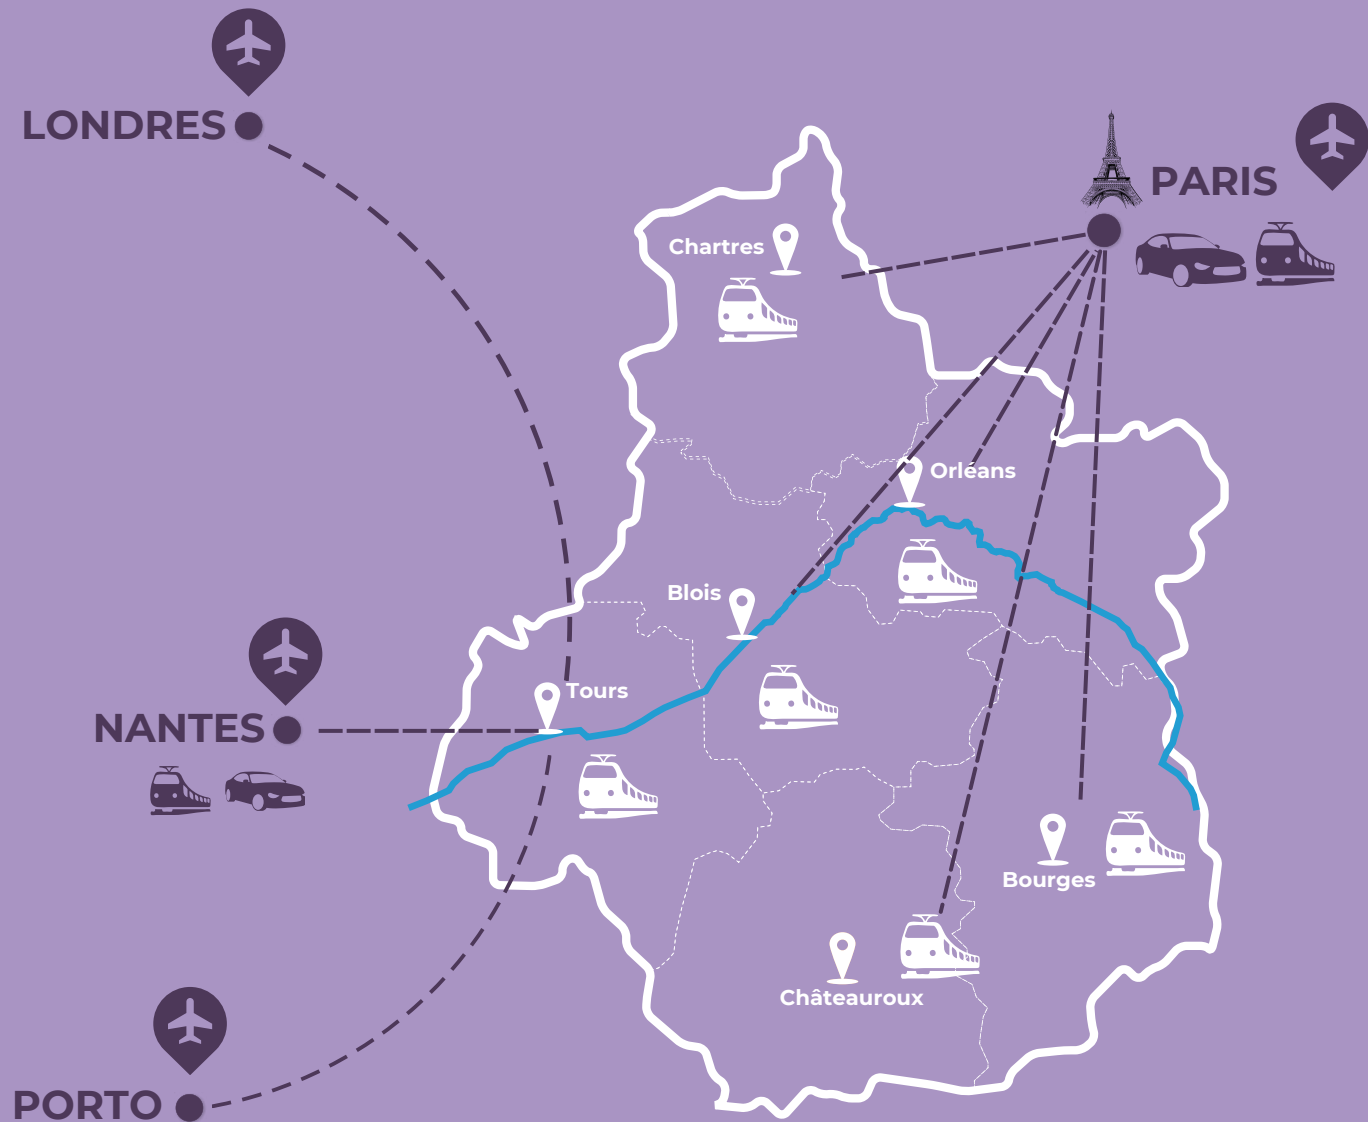 LONDRES
PARIS
Chartres
Orléans
Blois
Tours
NANTES
Bourges
Châteauroux
PORTO